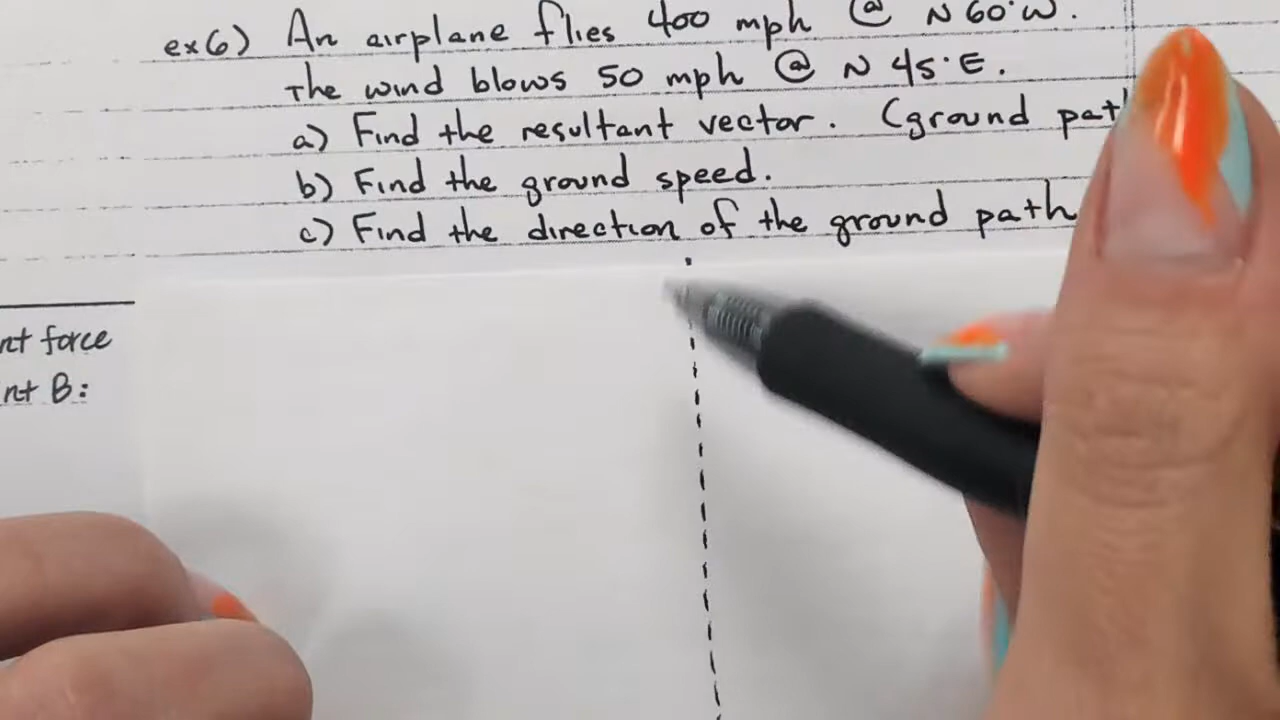 ex6) An airplane flies 400 mph @ N 60°W.
The wind blows 50 mph @ N 45°E.
a) Find the resultant vector. (ground pat
b) Find the ground speed.
c) Find the direction of the ground path
nt force
nt B: